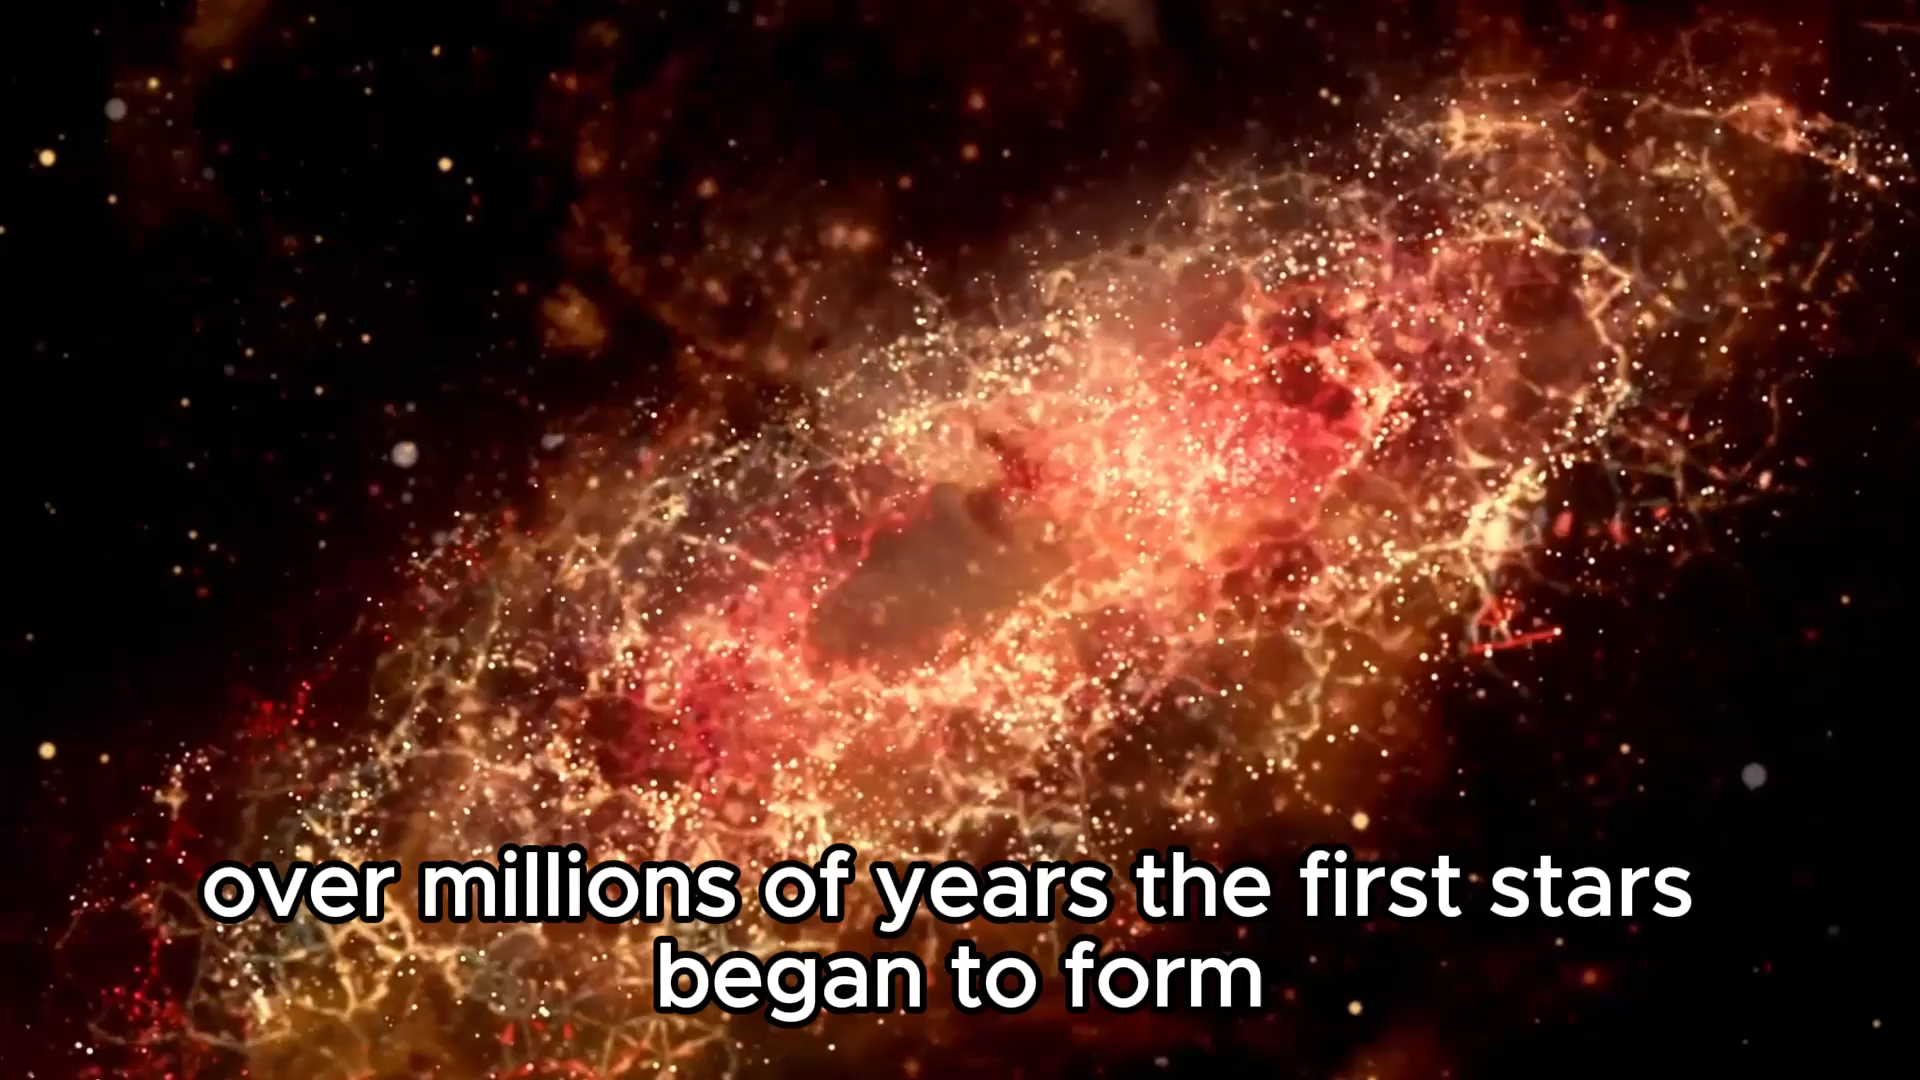 over millions of years the first stars
began to form